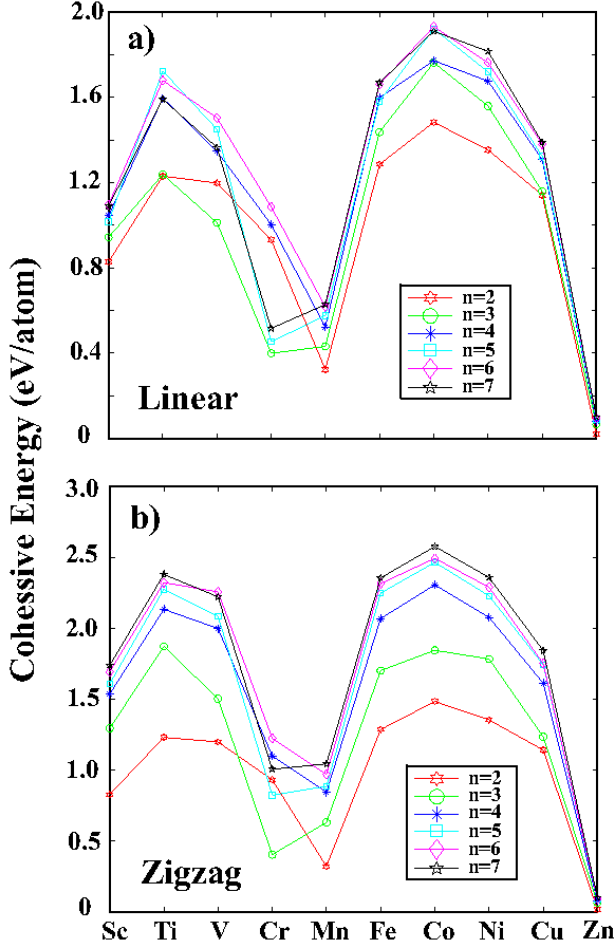 Cohessive Energy (eV/atom)
a)
2.0
1.6
1.2
0.8
0.4
0
n=2
n=3
n=4
n=5
n=6
n=7
Linear
b)
3.0
2.5
2.0
1.5
1.0
0.5
0.0
n=2
n=3
n=4
n=5
n=6
n=7
Zigzag
Sc Ti V Cr Mn Fe Co Ni Cu Zn